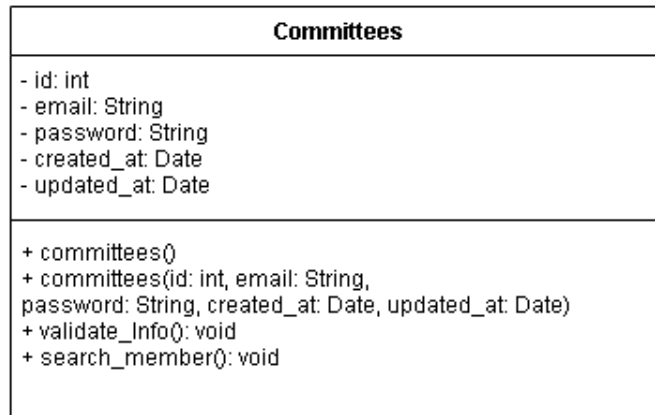 Committees
- id: int
- email: String
- password: String
- created_at: Date
- updated_at: Date
+ committees()
+ committees(id: int, email: String,
password: String, created_at: Date, updated_at: Date)
+ validate_Info(): void
+ search_member(): void